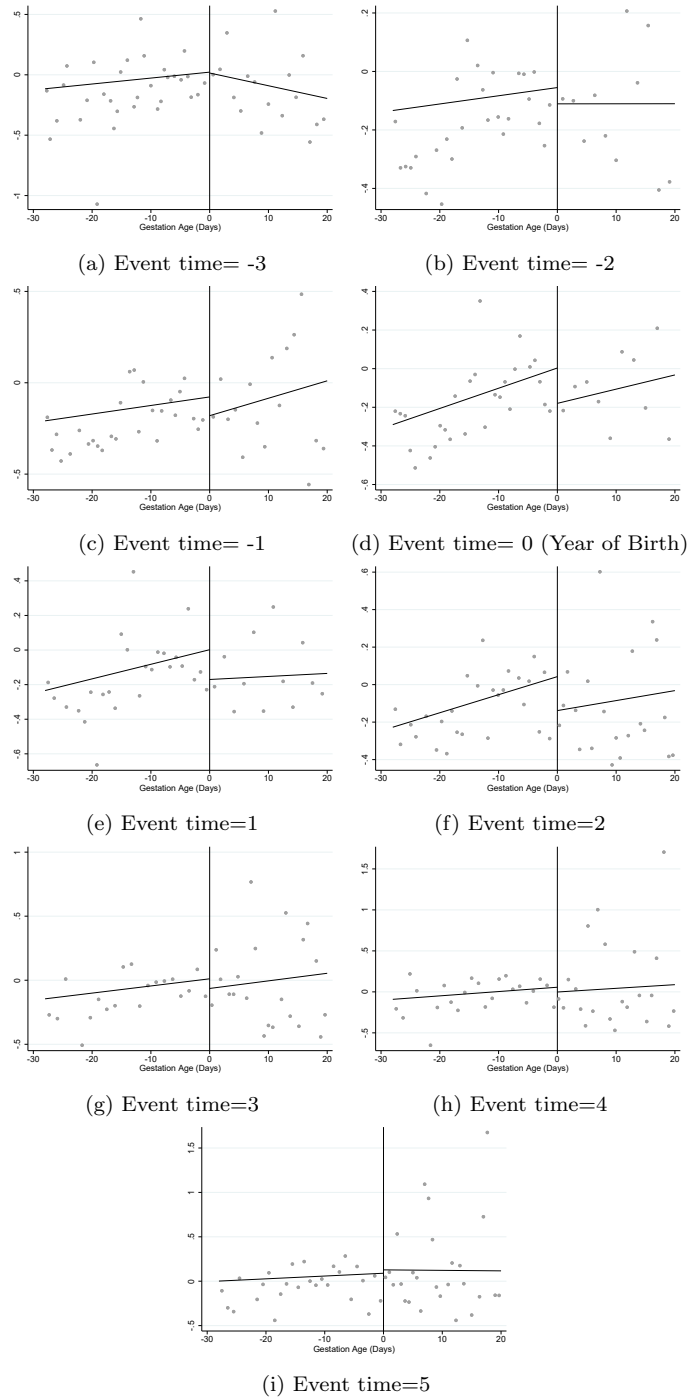 .5
0
-.5
-1
-30 -20 -10 0 10 20
Gestation Age (Days)
(a) Event time= -3
.2
0
-.2
-.4
-30 -20 -10 0 10 20
Gestation Age (Days)
(b) Event time= -2
.5
0
-.5
-30 -20 -10 0 10 20
Gestation Age (Days)
(c) Event time= -1
.4
.2
0
-.2
-.4
-.6
-30 -20 -10 0 10 20
Gestation Age (Days)
(d) Event time= 0 (Year of Birth)
.4
.2
0
-.2
-.4
-.6
-30 -20 -10 0 10 20
Gestation Age (Days)
(e) Event time=1
.6
.4
.2
0
-.2
-.4
-30 -20 -10 0 10 20
Gestation Age (Days)
(f) Event time=2
1
.5
0
-.5
-30 -20 -10 0 10 20
Gestation Age (Days)
(g) Event time=3
1.5
1
.5
0
-.5
-30 -20 -10 0 10 20
Gestation Age (Days)
(h) Event time=4
1.5
1
.5
0
-.5
-30 -20 -10 0 10 20
Gestation Age (Days)
(i) Event time=5